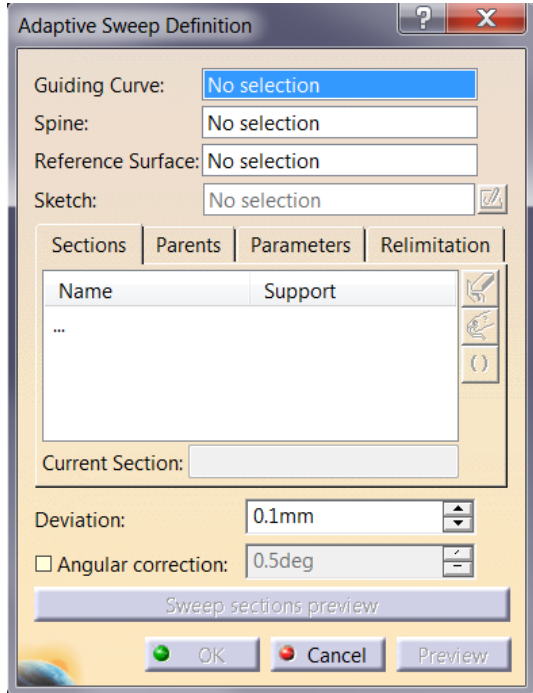 Adaptive Sweep Definition ? X
Guiding Curve: No selection
Spine: No selection
Reference Surface: No selection
Sketch: No selection
Sections Parents Parameters Relimitation
Name Support
...
()
Current Section:
Deviation: 0.1mm
Angular correction: 0.5deg
Sweep sections preview
OK Cancel Preview